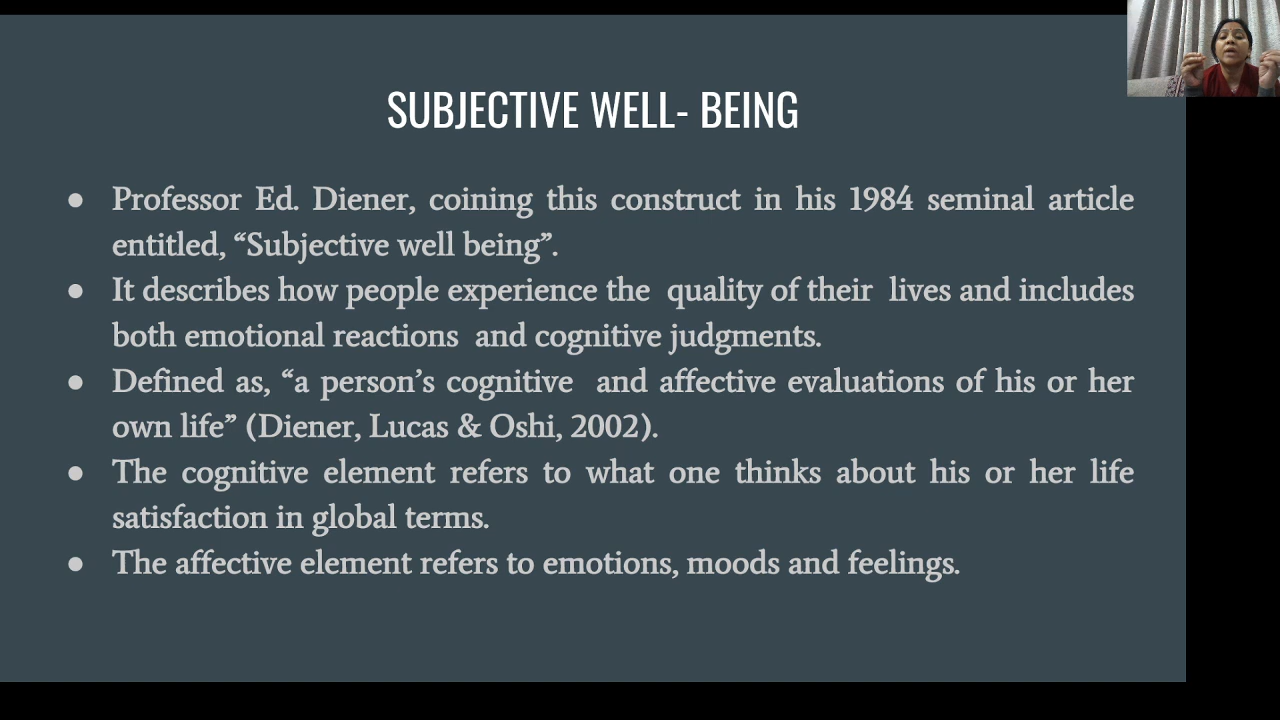 SUBJECTIVE WELL- BEING
● Professor Ed. Diener, coining this construct in his 1984 seminal article
entitled, “Subjective well being”.
● It describes how people experience the  quality of their  lives and includes
both emotional reactions  and cognitive judgments.
● Defined as, “a person’s cognitive  and affective evaluations of his or her
own life” (Diener, Lucas & Oshi, 2002).
● The cognitive element refers to what one thinks about his or her life
satisfaction in global terms.
● The affective element refers to emotions, moods and feelings.